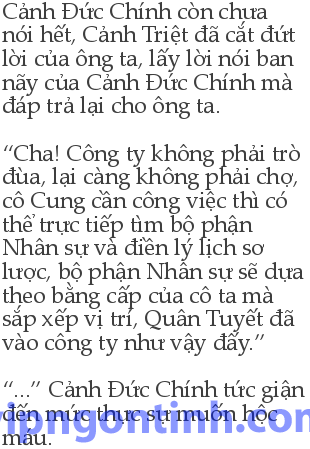 Cảnh Đức Chính còn chưa
nói hết, Cảnh Triệt đã cắt đứt
lời của ông ta, lấy lời nói ban
nãy của Cảnh Đức Chính mà
đáp trả lại cho ông ta.

“Cha! Công ty không phải trò
đùa, lại càng không phải chợ,
cô Cung cần công việc thì có
thể trực tiếp tìm bộ phận
Nhân sự và điền lý lịch sơ
lược, bộ phận Nhân sự sẽ dựa
theo bằng cấp của cô ta mà
sắp xếp vị trí, Quân Tuyết đã
vào công ty như vậy đấy.”

“...” Cảnh Đức Chính tức giận
đến mức thực sự muốn hộc
máu.
ipngontinh.com